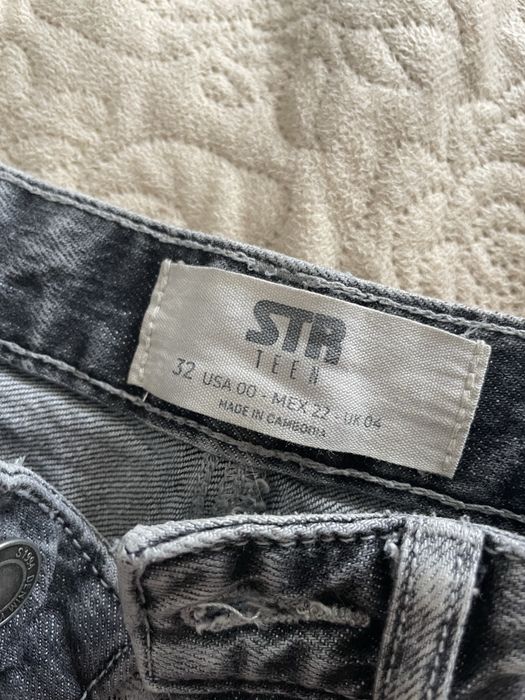 STR
TEEN
32 USA 00 - MEX 22 - UK 04
MADE IN CAMBODIA